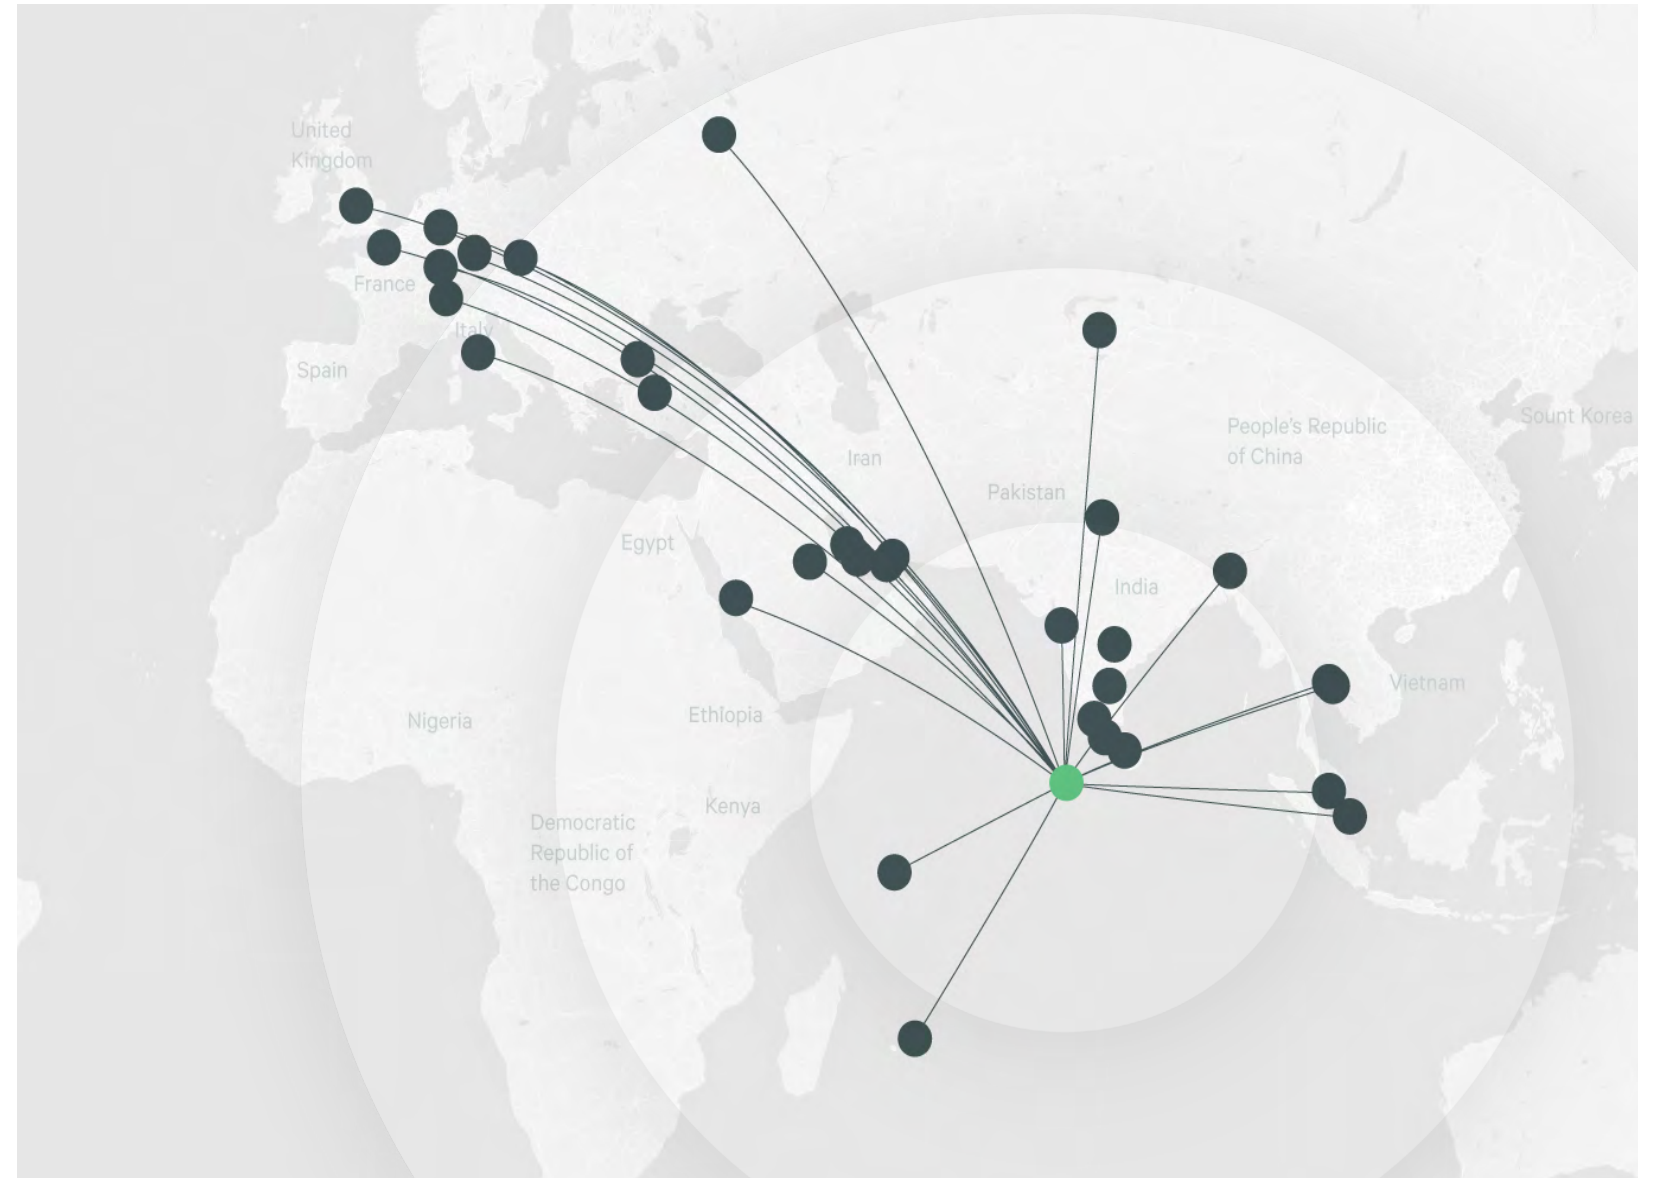 United
Kingdom
France
Italy
Spain
Iran
People's Republic
of China
Sount Korea
Pakistan
Egypt
India
Vietnam
Ethiopia
Nigeria
Kenya
Democratic
Republic of
the Congo